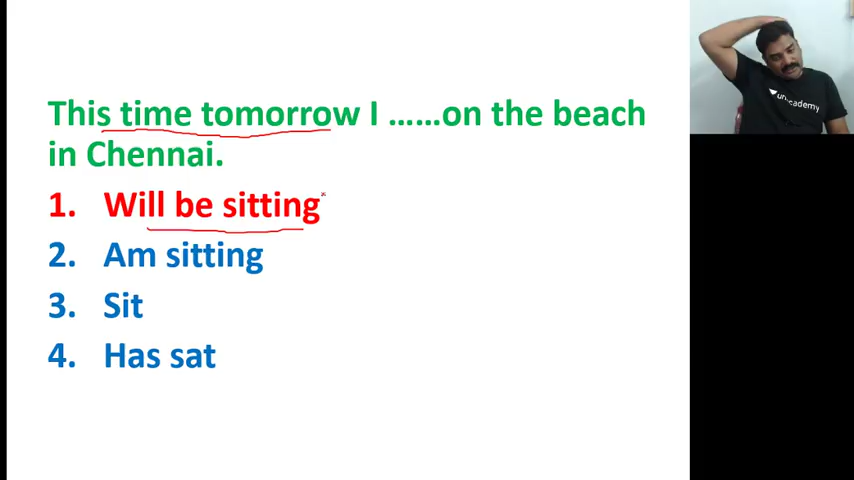 This time tomorrow I ......on the beach
in Chennai.
1. Will be sitting
2. Am sitting
3. Sit
4. Has sat
unacademy